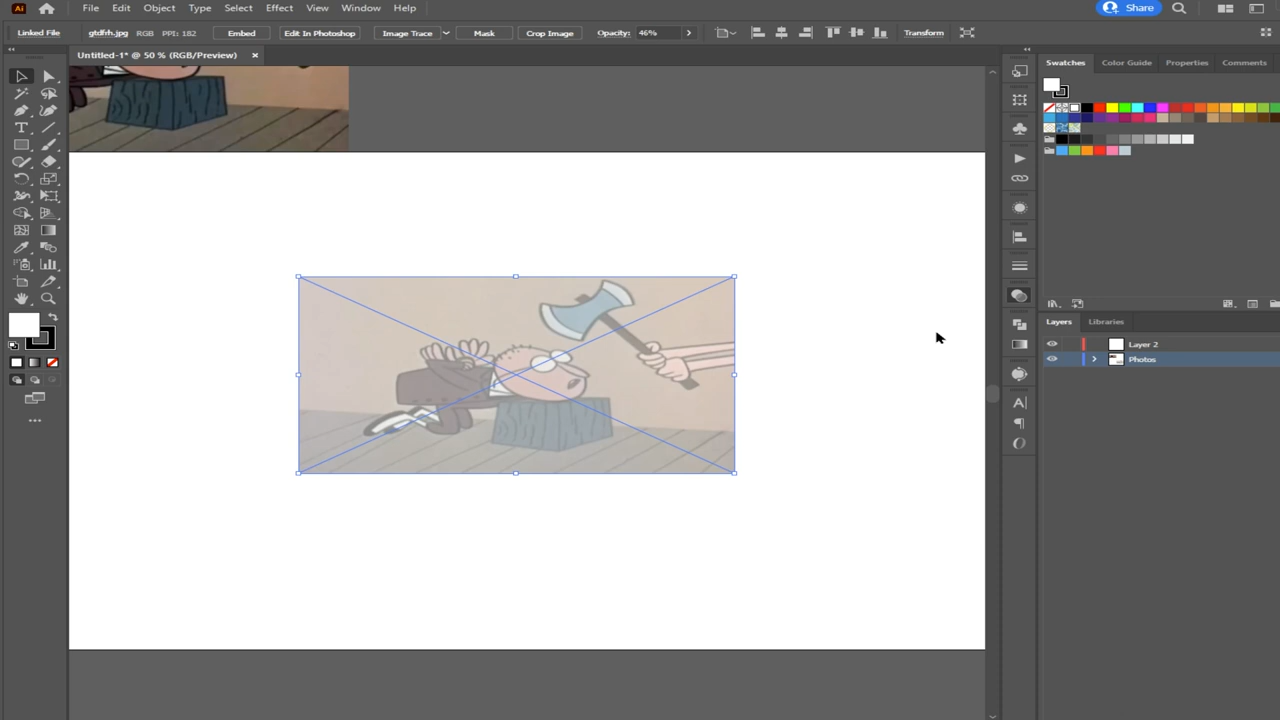 Ai File Edit Object Type Select Effect View Window Help Share
Linked File gtdfrh.jpg RGB PPI: 182 Embed Edit In Photoshop Image Trace Mask Crop Image Opacity: 46% Transform
Untitled-1* @ 50 % (RGB/Preview) ×
Swatches Color Guide Properties Comments
Layers Libraries
Layer 2
Photos